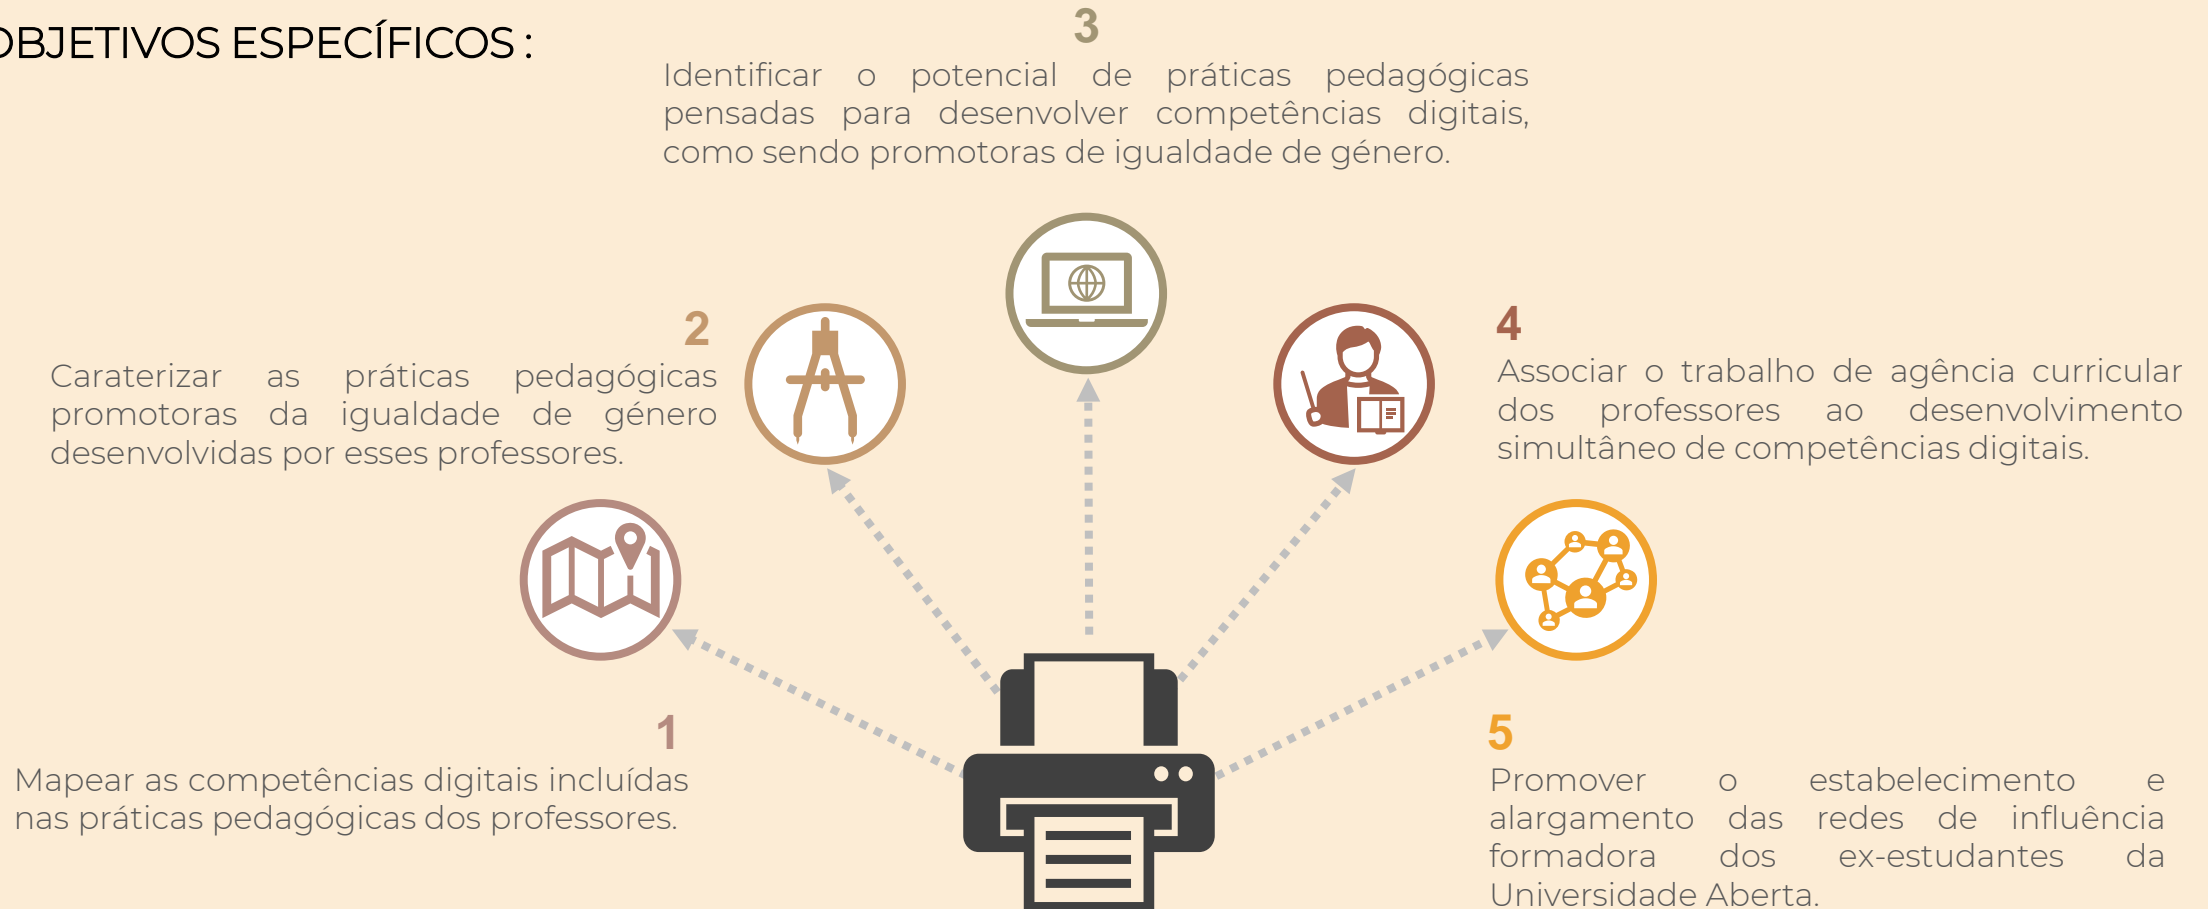 OBJETIVOS ESPECÍFICOS :
3
Identificar o potencial de práticas pedagógicas
pensadas para desenvolver competências digitais,
como sendo promotoras de igualdade de género.
2
Caraterizar as práticas pedagógicas
promotoras da igualdade de género
desenvolvidas por esses professores.
4
Associar o trabalho de agência curricular
dos professores ao desenvolvimento
simultâneo de competências digitais.
1
Mapear as competências digitais incluídas
nas práticas pedagógicas dos professores.
5
Promover o estabelecimento e
alargamento das redes de influência
formadora dos ex-estudantes da
Universidade Aberta.